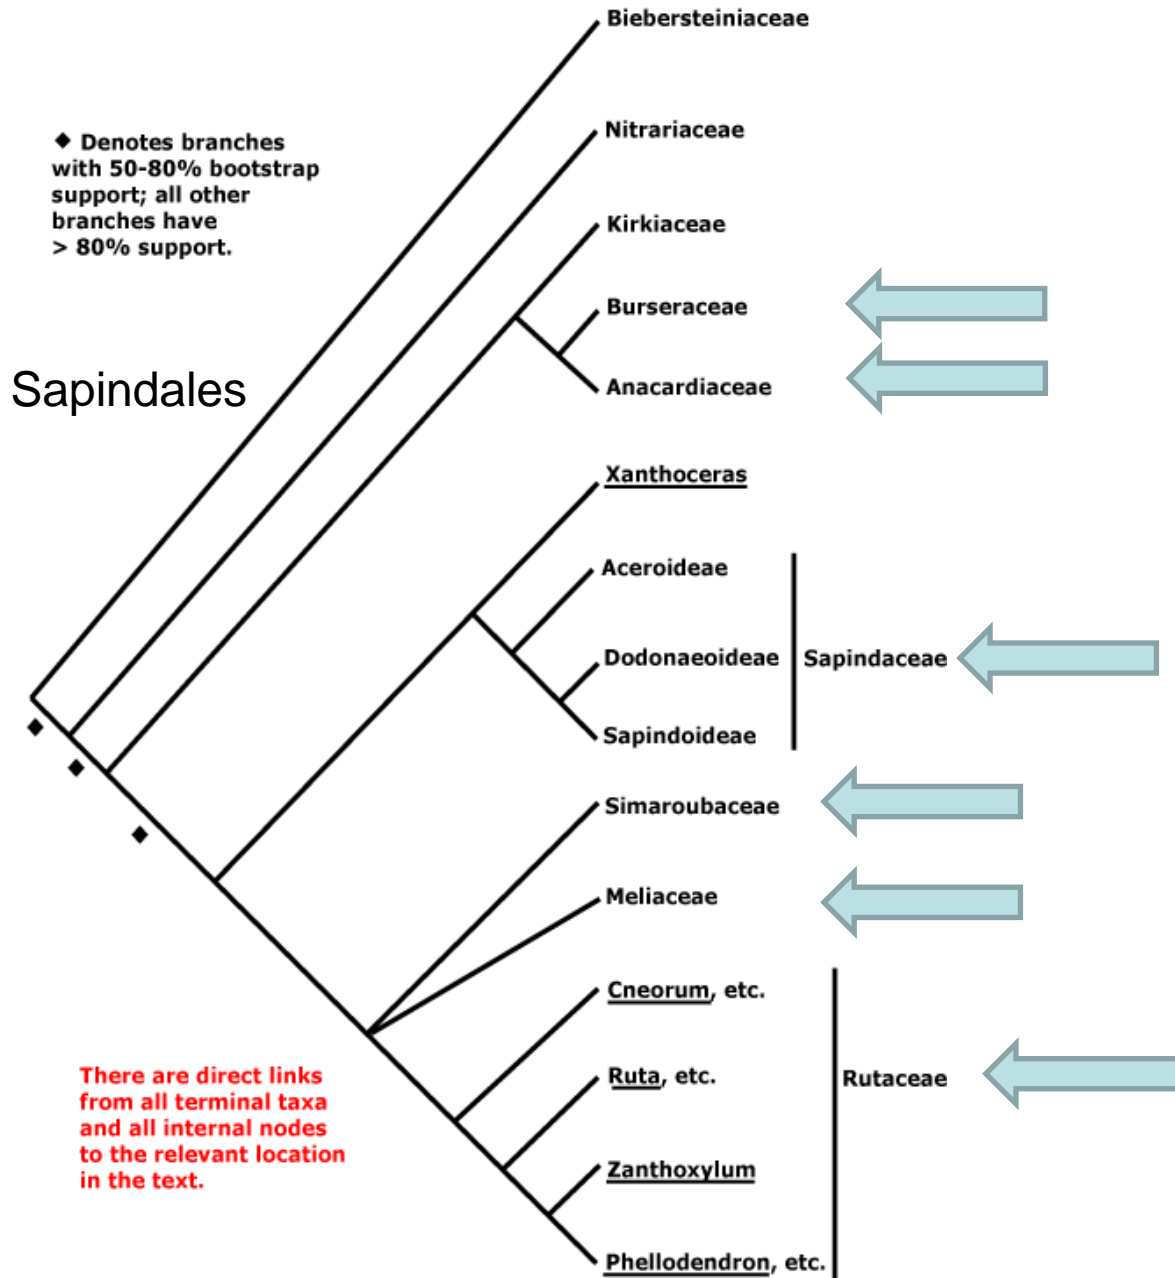 Biebersteiniaceae
◆ Denotes branches
with 50-80% bootstrap
support; all other
branches have
> 80% support.
Nitrariaceae
Kirkiaceae
Burseraceae
Sapindales
Anacardiaceae
Xanthoceras
Aceroideae
Dodonaeoideae
Sapindaceae
Sapindoideae
Simaroubaceae
Meliaceae
Cneorum, etc.
Ruta, etc.
Rutaceae
There are direct links
from all terminal taxa
and all internal nodes
to the relevant location
in the text.
Zanthoxylum
Phellodendron, etc.